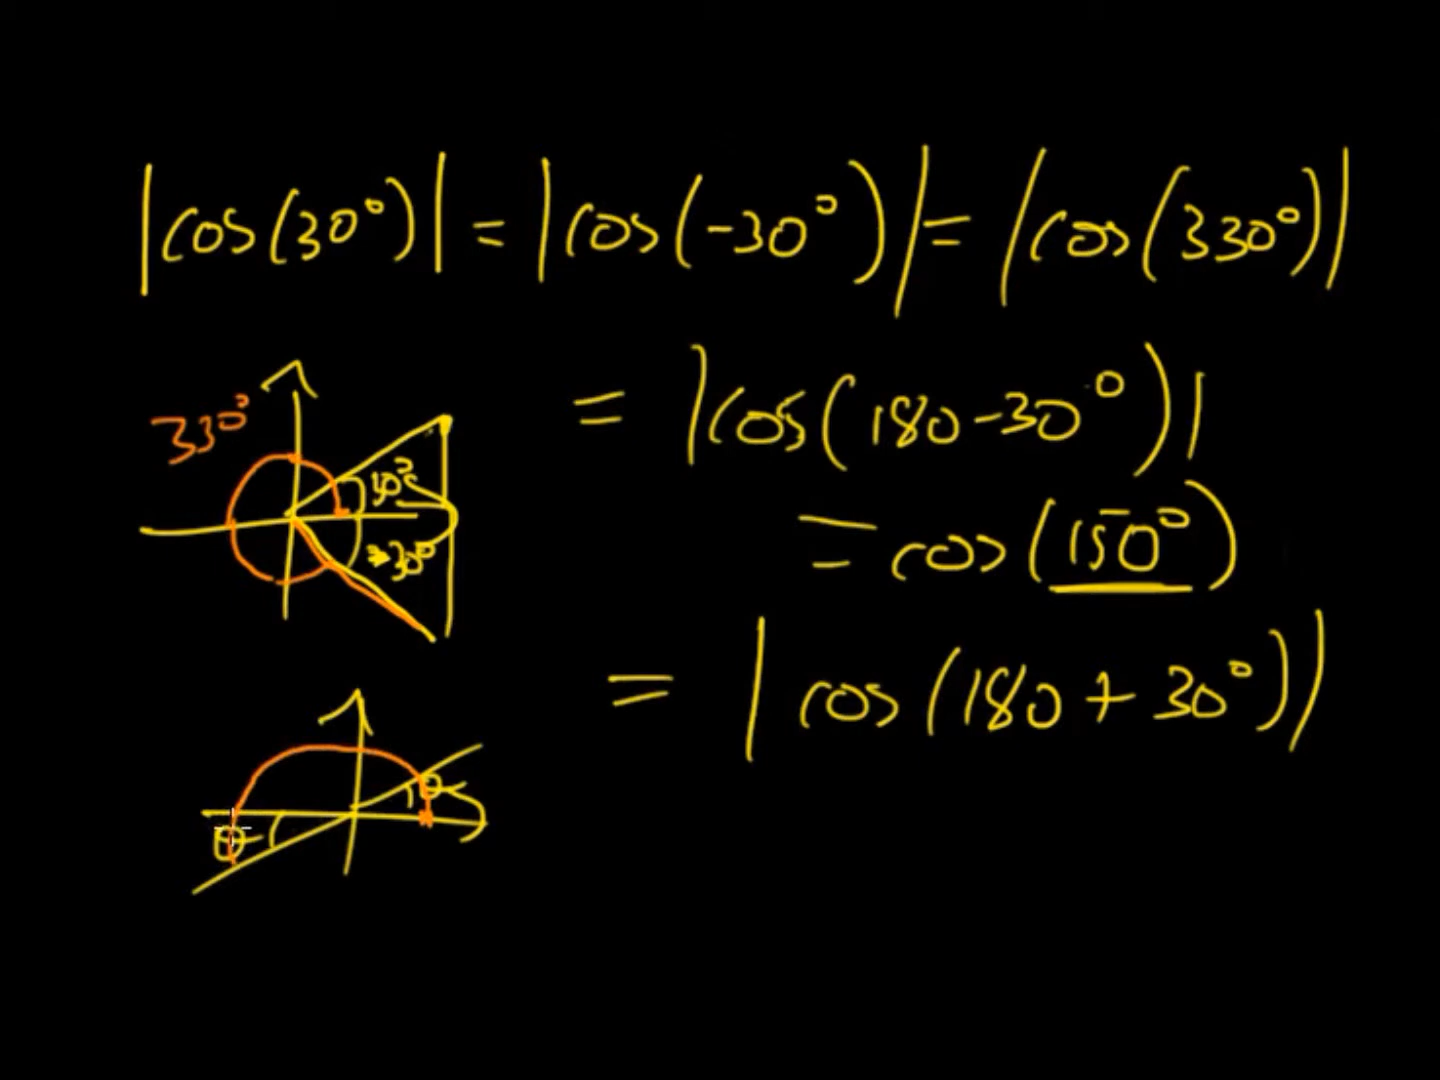 |cos(30°)| = |cos(-30°)| = |cos(330°)|
= |cos(180-30°)|
= cos(150°)
= |cos(180+30°)|
330°
30°
-30°
θ
θ